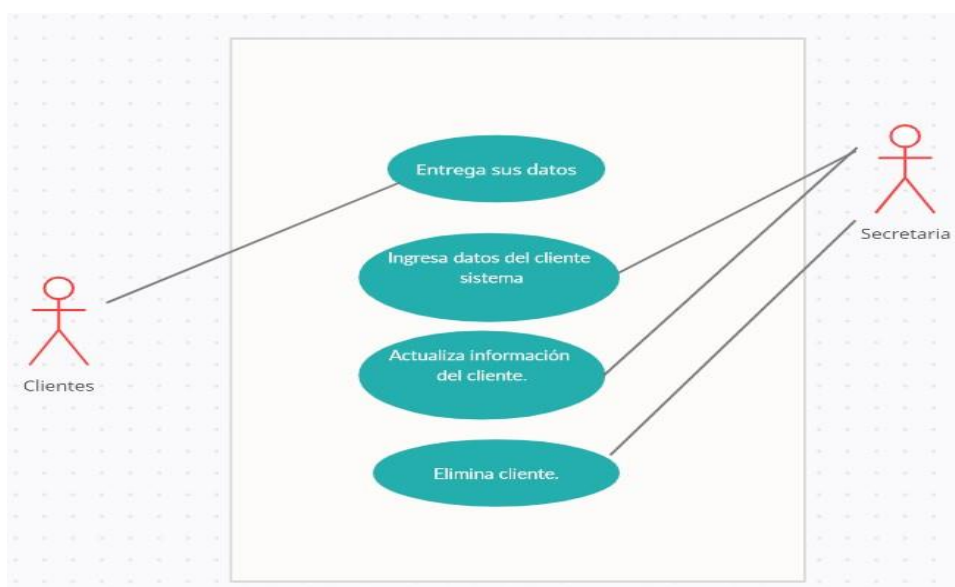 Entrega sus datos
Ingresa datos del cliente
sistema
Actualiza información
del cliente.
Elimina cliente.
Clientes
Secretaria